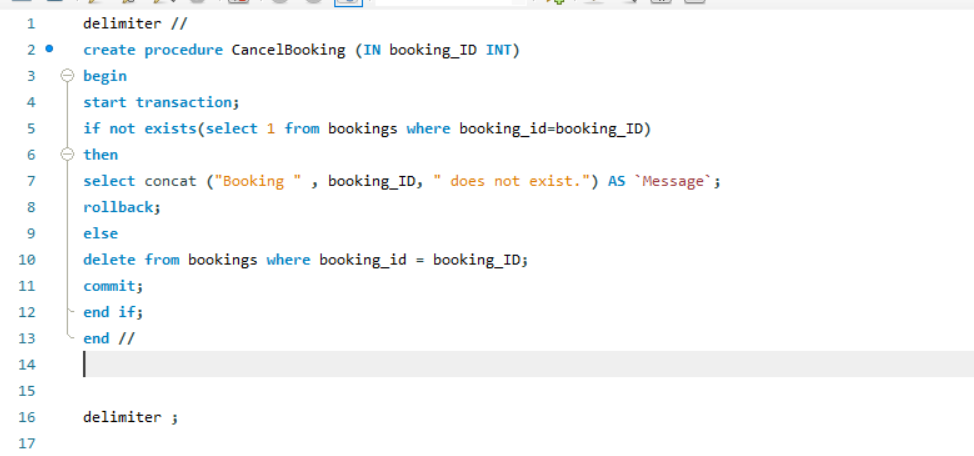 1 delimiter //
2 create procedure CancelBooking (IN booking_ID INT)
3 begin
4 start transaction;
5 if not exists(select 1 from bookings where booking_id=booking_ID)
6 then
7 select concat ("Booking " , booking_ID, " does not exist.") AS `Message`;
8 rollback;
9 else
10 delete from bookings where booking_id = booking_ID;
11 commit;
12 end if;
13 end //
14
15
16 delimiter ;
17